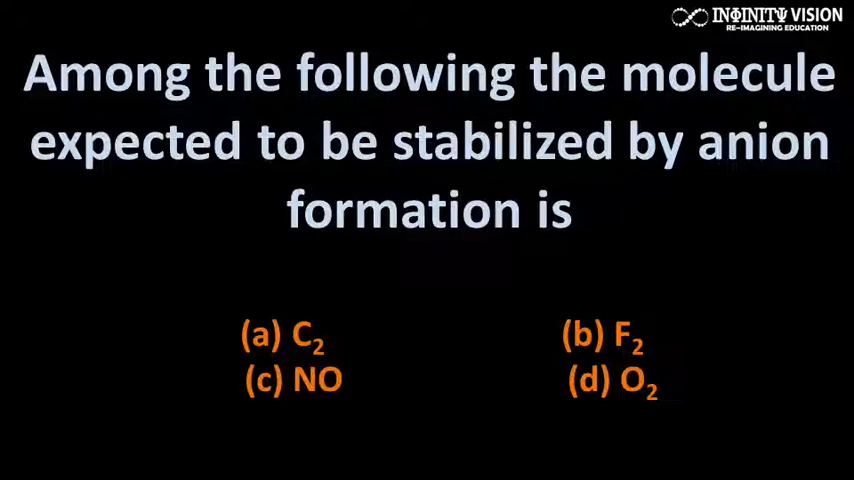 INФINITΨ VISION
RE-IMAGINING EDUCATION
Among the following the molecule
expected to be stabilized by anion
formation is
(a) C₂ (b) F₂
(c) NO (d) O₂